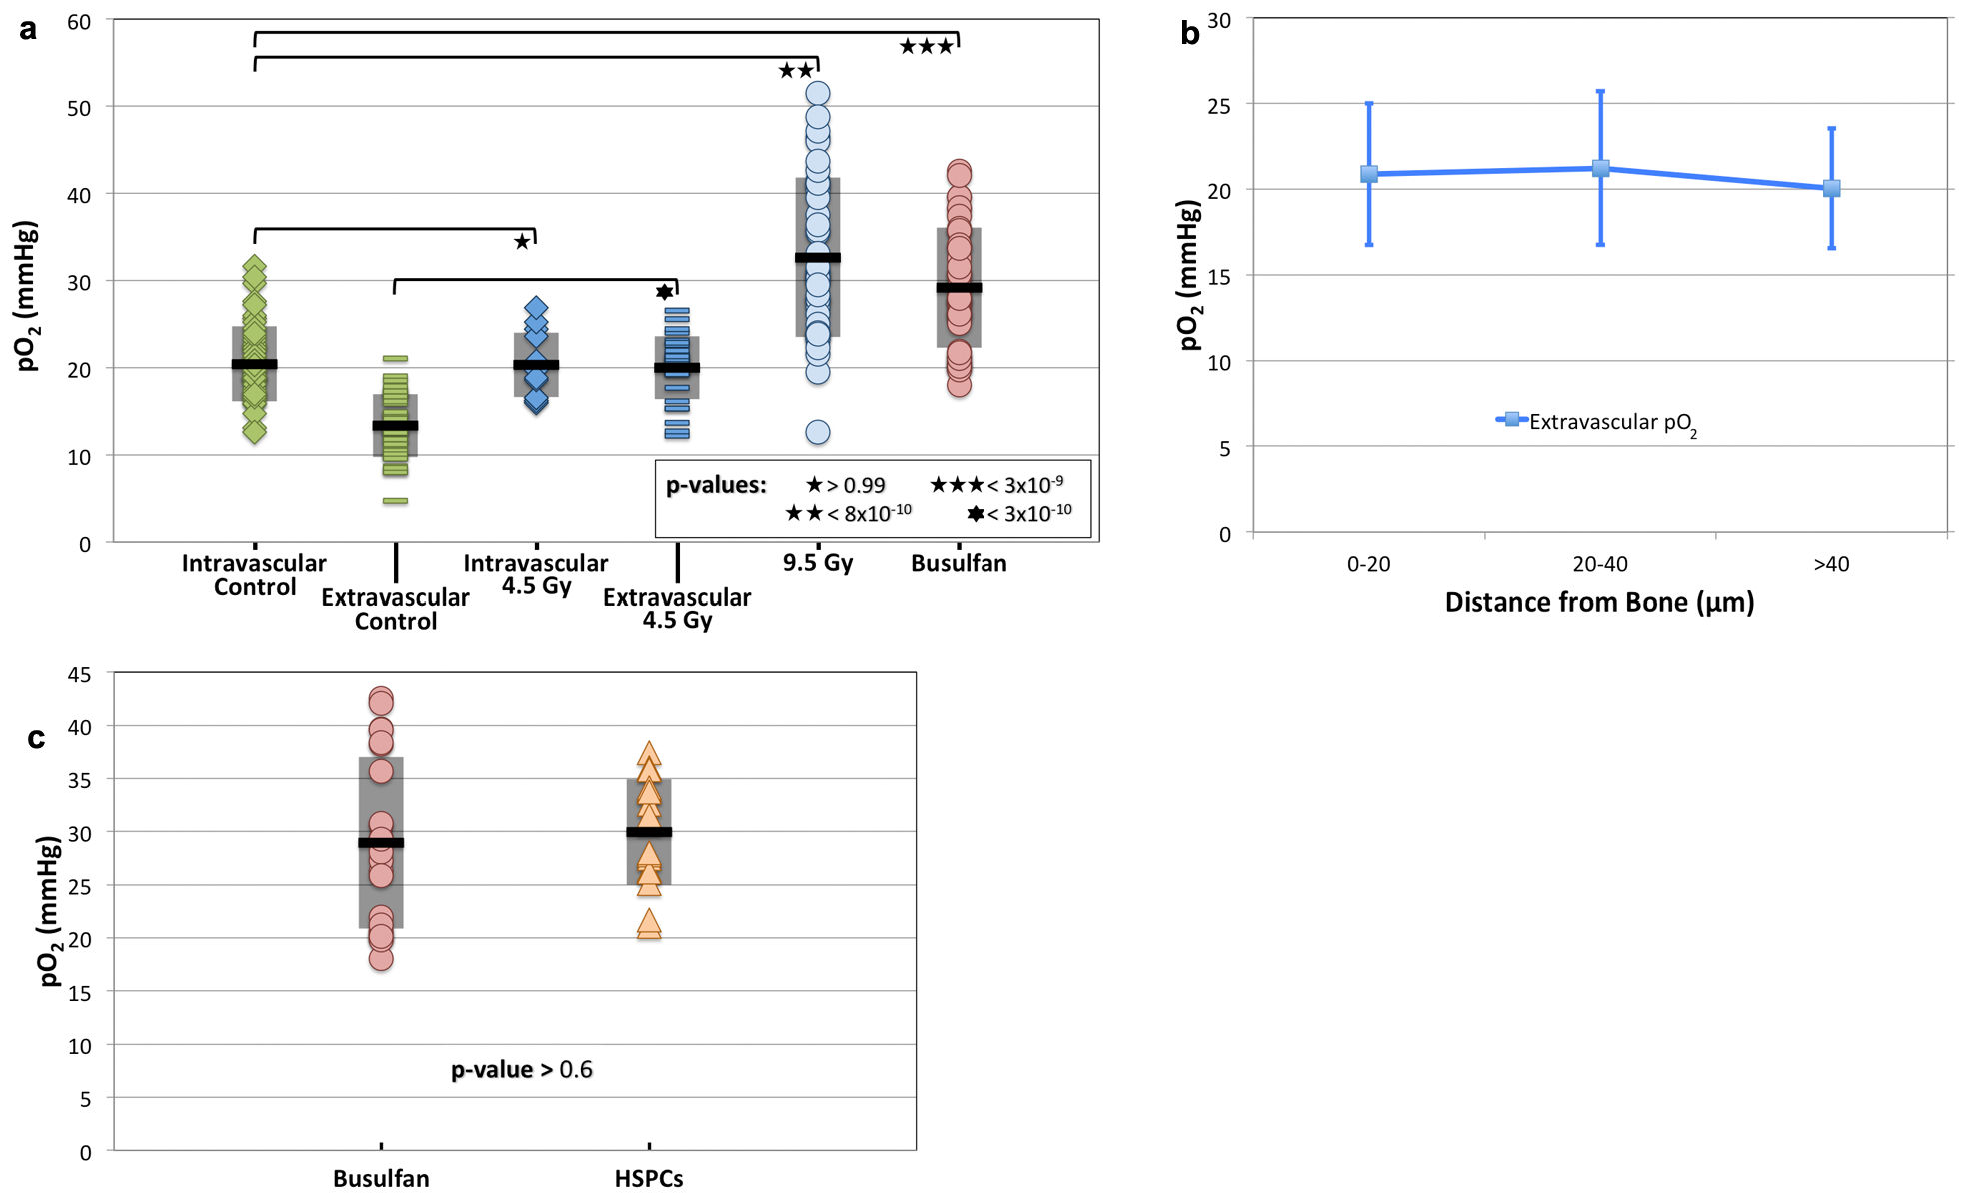 a
60
50
40
30
20
10
0
pO2 (mmHg)
★★★
★★
★
✶
p-values: ★> 0.99 ★★★< 3x10-9
★★< 8x10-10 ✶< 3x10-10
Intravascular
Control
Extravascular
Control
Intravascular
4.5 Gy
Extravascular
4.5 Gy
9.5 Gy
Busulfan
b
30
25
20
15
10
5
0
pO2 (mmHg)
Extravascular pO2
0-20 20-40 >40
Distance from Bone (µm)
c
45
40
35
30
25
20
15
10
5
0
pO2 (mmHg)
p-value > 0.6
Busulfan HSPCs